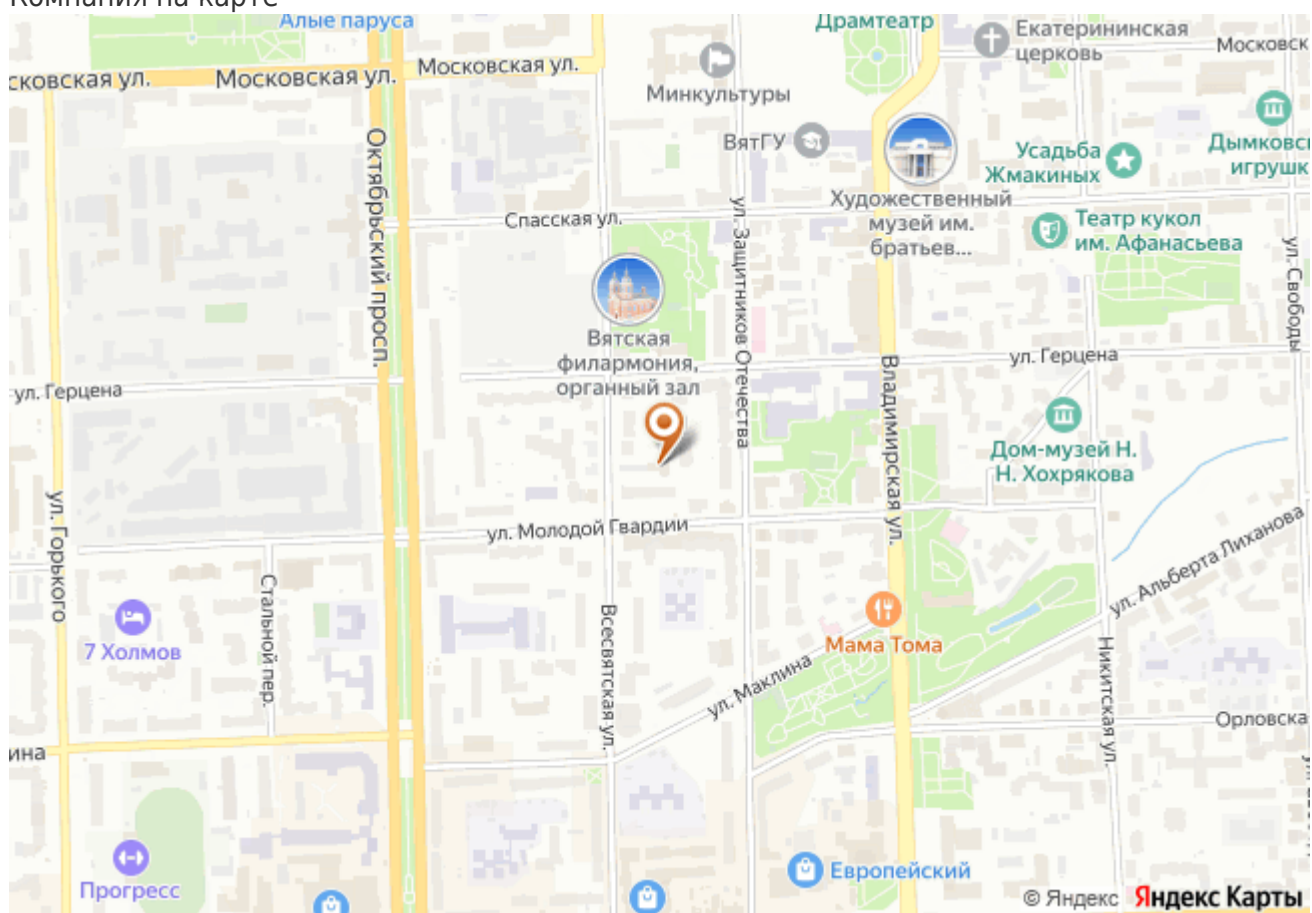 Компания на карте
Алые паруса
Драмтеатр
Екатерининская
церковь
Московск
сковская ул.
Московская ул.
Московская ул.
Минкультуры
ВятГУ
Усадьба
Жмакиных
Дымковс
игрушк
Октябрьский просп.
Спасская ул.
ул. Защитников Отечества
Художественный
музей им.
братьев...
Театр кукол
им. Афанасьева
ул. Свободы
Вятская
филармония,
органный зал
ул. Герцена
ул. Герцена
Владимирская ул.
Дом-музей Н.
Н. Хохрякова
ул. Горького
ул. Молодой Гвардии
ул. Альберта Лиханова
Стальной пер.
7 Холмов
Всесвятская ул.
Мама Тома
ул. Маклина
Никитская ул.
Орловска
ина
Прогресс
Европейский
© Яндекс Яндекс Карты